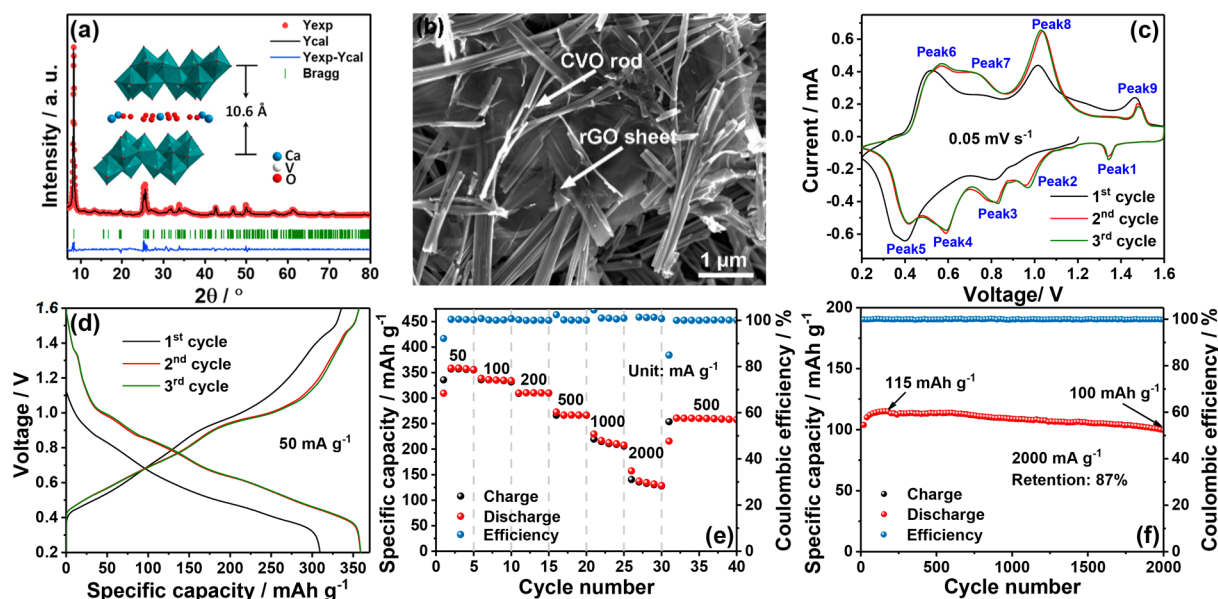 (a)
Yexp
Ycal
Yexp-Ycal
Bragg
10.6 Å
Ca
V
O
Intensity / a. u.
10 20 30 40 50 60 70 80
2θ / °
(b)
CVO rod
rGO sheet
1 μm
(c)
Peak8
Peak6
Peak7
Peak9
0.05 mV s-1
Peak1
Peak2
Peak3
Peak4
Peak5
1st cycle
2nd cycle
3rd cycle
Current / mA
0.6
0.4
0.2
0.0
-0.2
-0.4
-0.6
0.2 0.4 0.6 0.8 1.0 1.2 1.4 1.6
Voltage/ V
(d)
1st cycle
2nd cycle
3rd cycle
50 mA g-1
Voltage / V
1.6
1.4
1.2
1.0
0.8
0.6
0.4
0.2
0 50 100 150 200 250 300 350
Specific capacity / mAh g-1
Specific capacity / mAh g-1
450
400
350
300
250
200
150
100
50
0
50
100
200
500
1000
2000
500
Unit: mA g-1
Charge
Discharge
Efficiency
(e)
100
80
60
40
20
0
Coulombic efficiency / %
0 5 10 15 20 25 30 35 40
Cycle number
Specific capacity / mAh g-1
200
150
100
50
0
115 mAh g-1
100 mAh g-1
2000 mA g-1
Retention: 87%
Charge
Discharge
Efficiency
(f)
100
80
60
40
20
0
Coulombic efficiency / %
0 500 1000 1500 2000
Cycle number